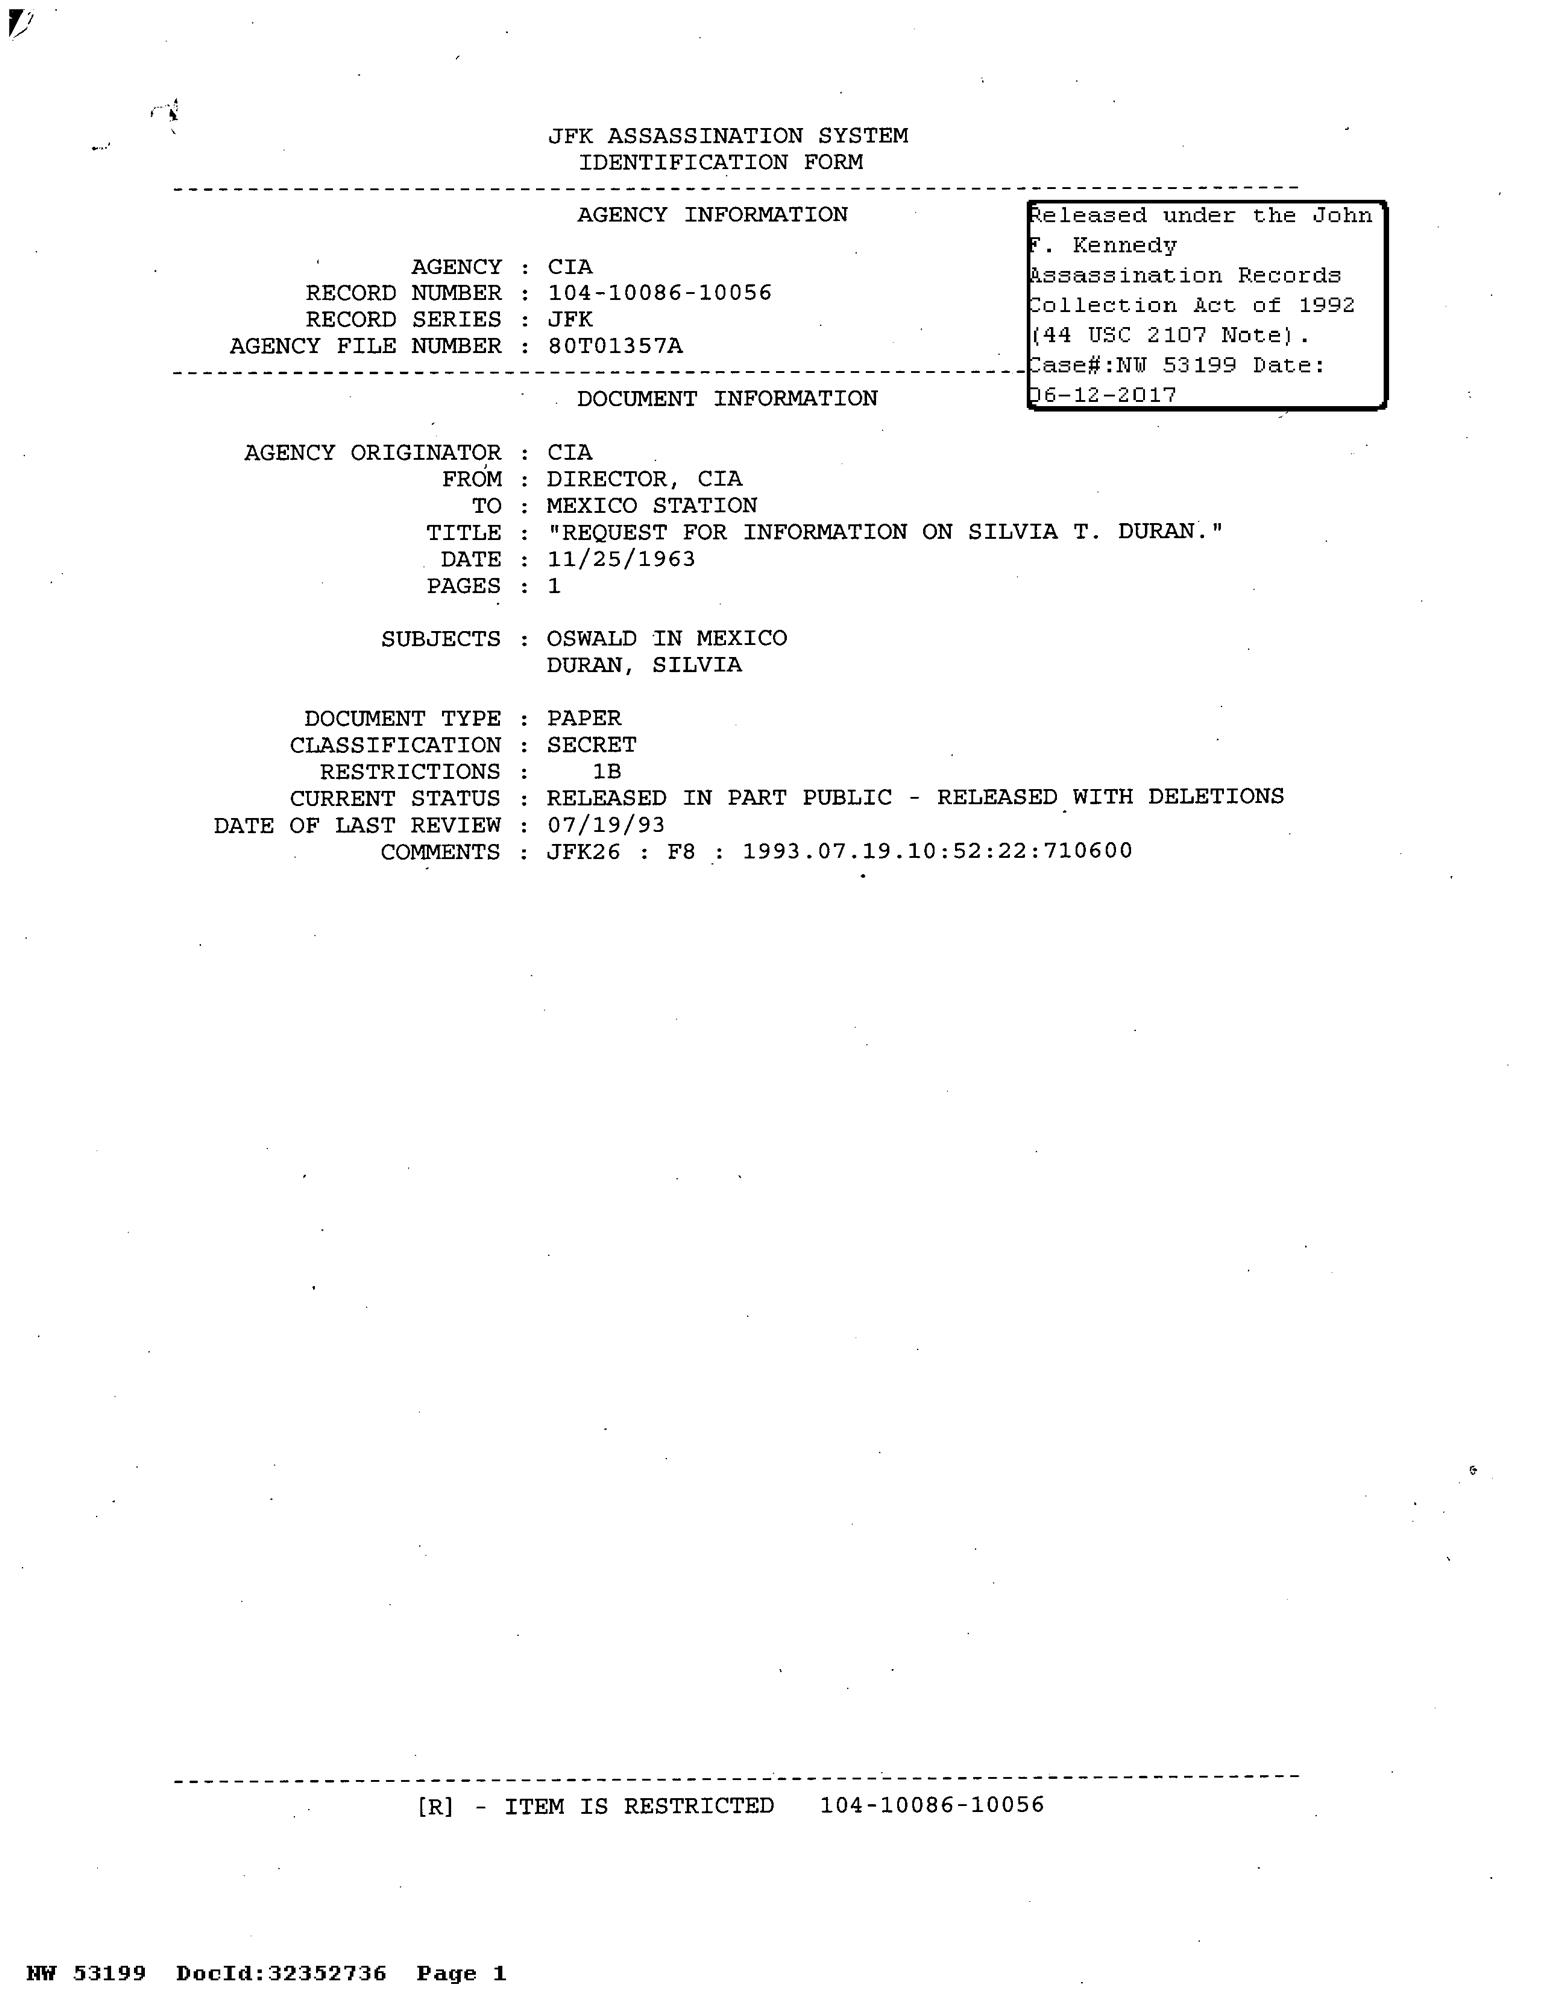 JFK ASSASSINATION SYSTEM
IDENTIFICATION FORM
--------------------------------------------------------------------------
AGENCY INFORMATION
AGENCY : CIA
RECORD NUMBER : 104-10086-10056
RECORD SERIES : JFK
AGENCY FILE NUMBER : 80T01357A
--------------------------------------------------------------------------
Released under the John
F. Kennedy
Assassination Records
Collection Act of 1992
(44 USC 2107 Note).
Case#:NW 53199 Date:
06-12-2017
DOCUMENT INFORMATION
AGENCY ORIGINATOR : CIA
FROM : DIRECTOR, CIA
TO : MEXICO STATION
TITLE : "REQUEST FOR INFORMATION ON SILVIA T. DURAN."
DATE : 11/25/1963
PAGES : 1
SUBJECTS : OSWALD IN MEXICO
DURAN, SILVIA
DOCUMENT TYPE : PAPER
CLASSIFICATION : SECRET
RESTRICTIONS : 1B
CURRENT STATUS : RELEASED IN PART PUBLIC - RELEASED WITH DELETIONS
DATE OF LAST REVIEW : 07/19/93
COMMENTS : JFK26 : F8 : 1993.07.19.10:52:22:710600
--------------------------------------------------------------------------
[R] - ITEM IS RESTRICTED 104-10086-10056
NW 53199 DocId:32352736 Page 1